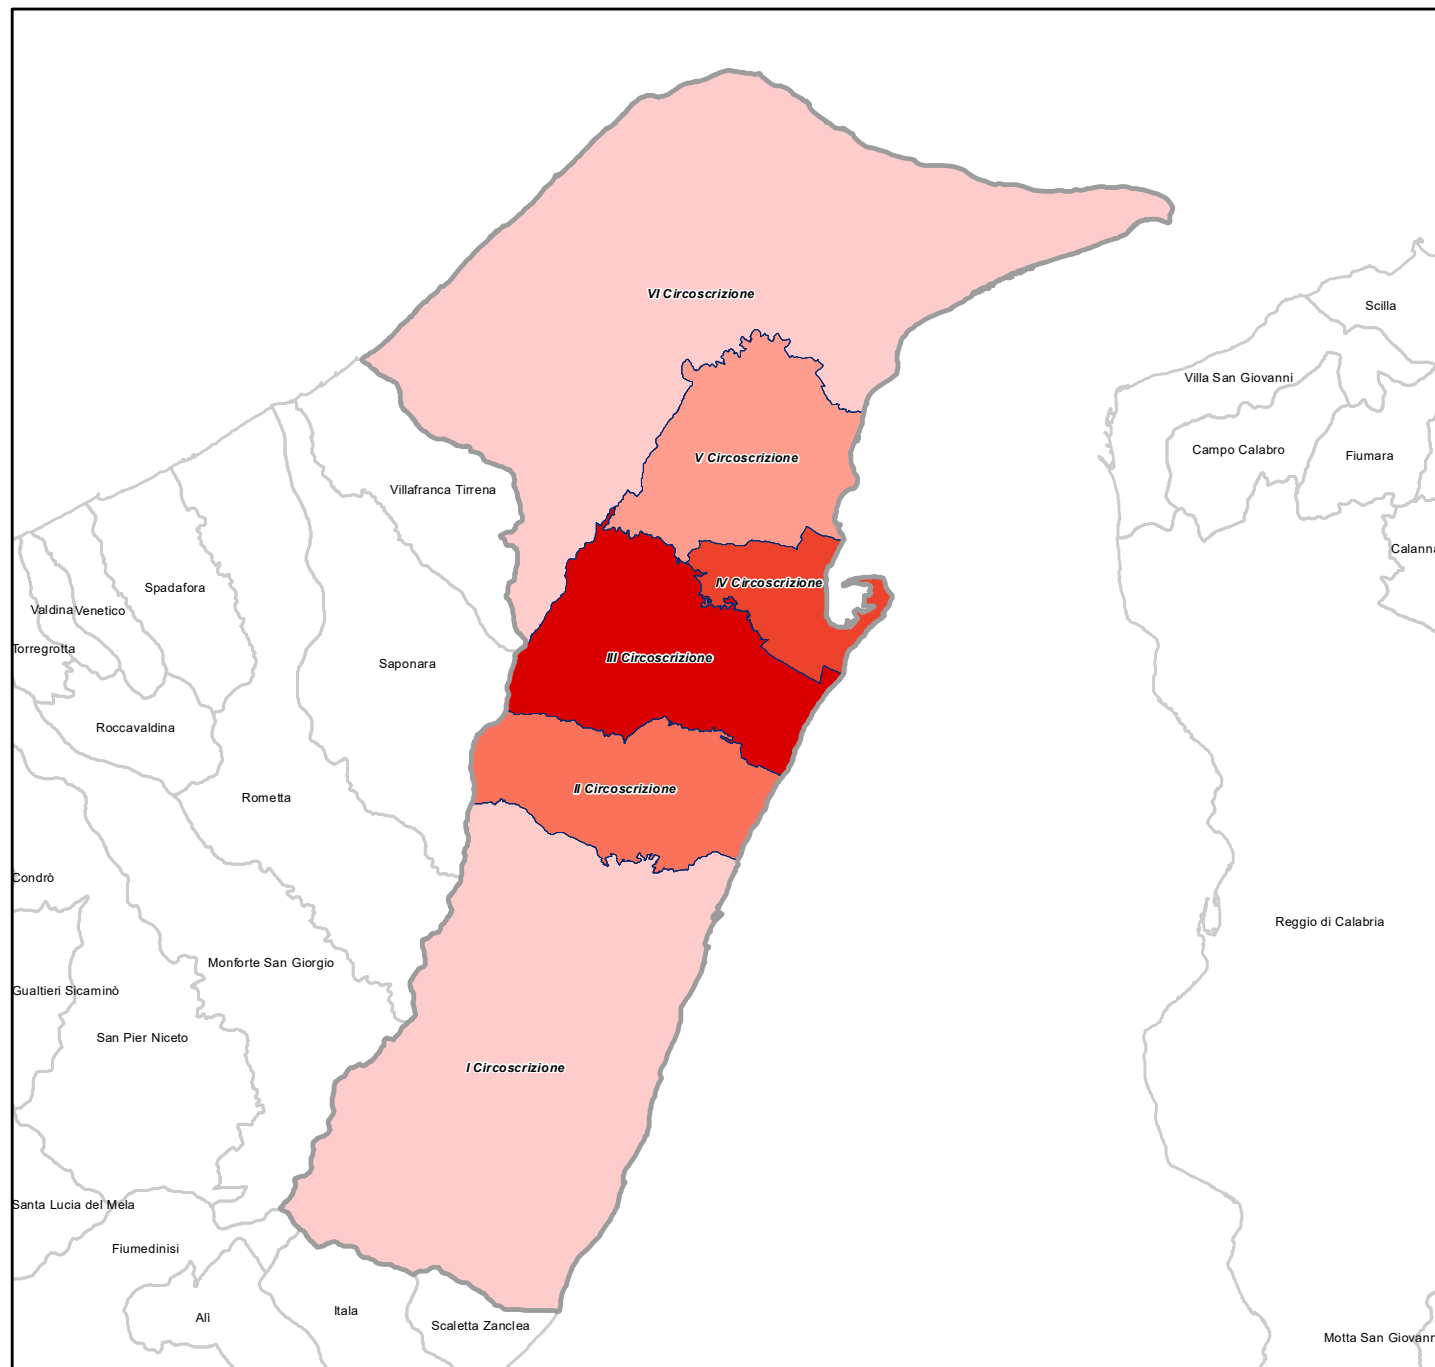 VI Circoscrizione
Scilla
Villa San Giovanni
V Circoscrizione
Campo Calabro
Fiumara
Villafranca Tirrena
Calanna
IV Circoscrizione
Spadafora
Valdina
Venetico
Torregrotta
III Circoscrizione
Saponara
Roccavaldina
II Circoscrizione
Rometta
Condrò
Reggio di Calabria
Monforte San Giorgio
Gualtieri Sicaminò
San Pier Niceto
I Circoscrizione
Santa Lucia del Mela
Fiumedinisi
Itala
Alì
Scaletta Zanclea
Motta San Giovann